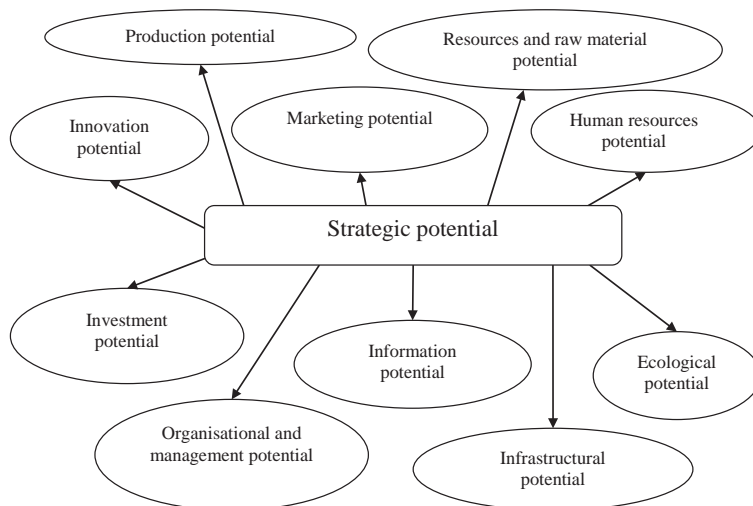 Production potential
Resources and raw material
potential
Innovation
potential
Marketing potential
Human resources
potential
Strategic potential
Investment
potential
Information
potential
Ecological
potential
Organisational and
management potential
Infrastructural
potential